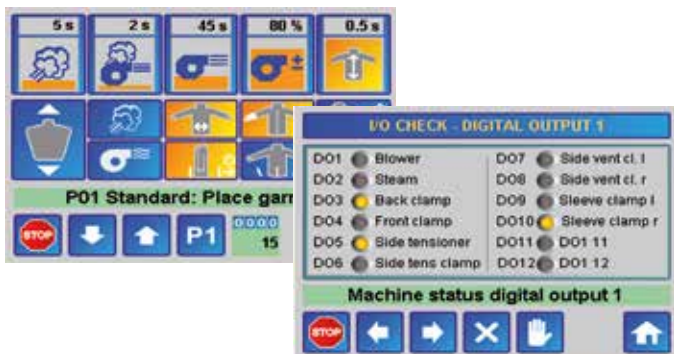 5 s 2 s 45 s 80 % 0.5 s
P01 Standard: Place garr
STOP P1 0000
15
I/O CHECK - DIGITAL OUTPUT 1
DO1 Blower
DO2 Steam
DO3 Back clamp
DO4 Front clamp
DO5 Side tensioner
DO6 Side tens clamp
DO7 Side vent cl. l
DO8 Side vent cl. r
DO9 Sleeve clamp l
DO10 Sleeve clamp r
DO11 DO1 11
DO12 DO1 12
Machine status digital output 1
STOP